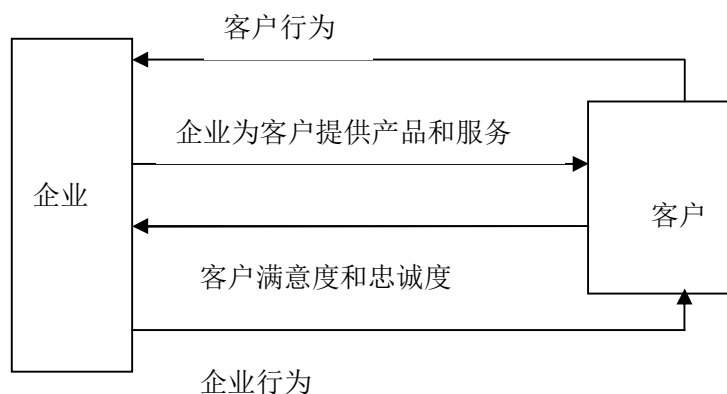 客户行为
企业为客户提供产品和服务
企业
客户
客户满意度和忠诚度
企业行为